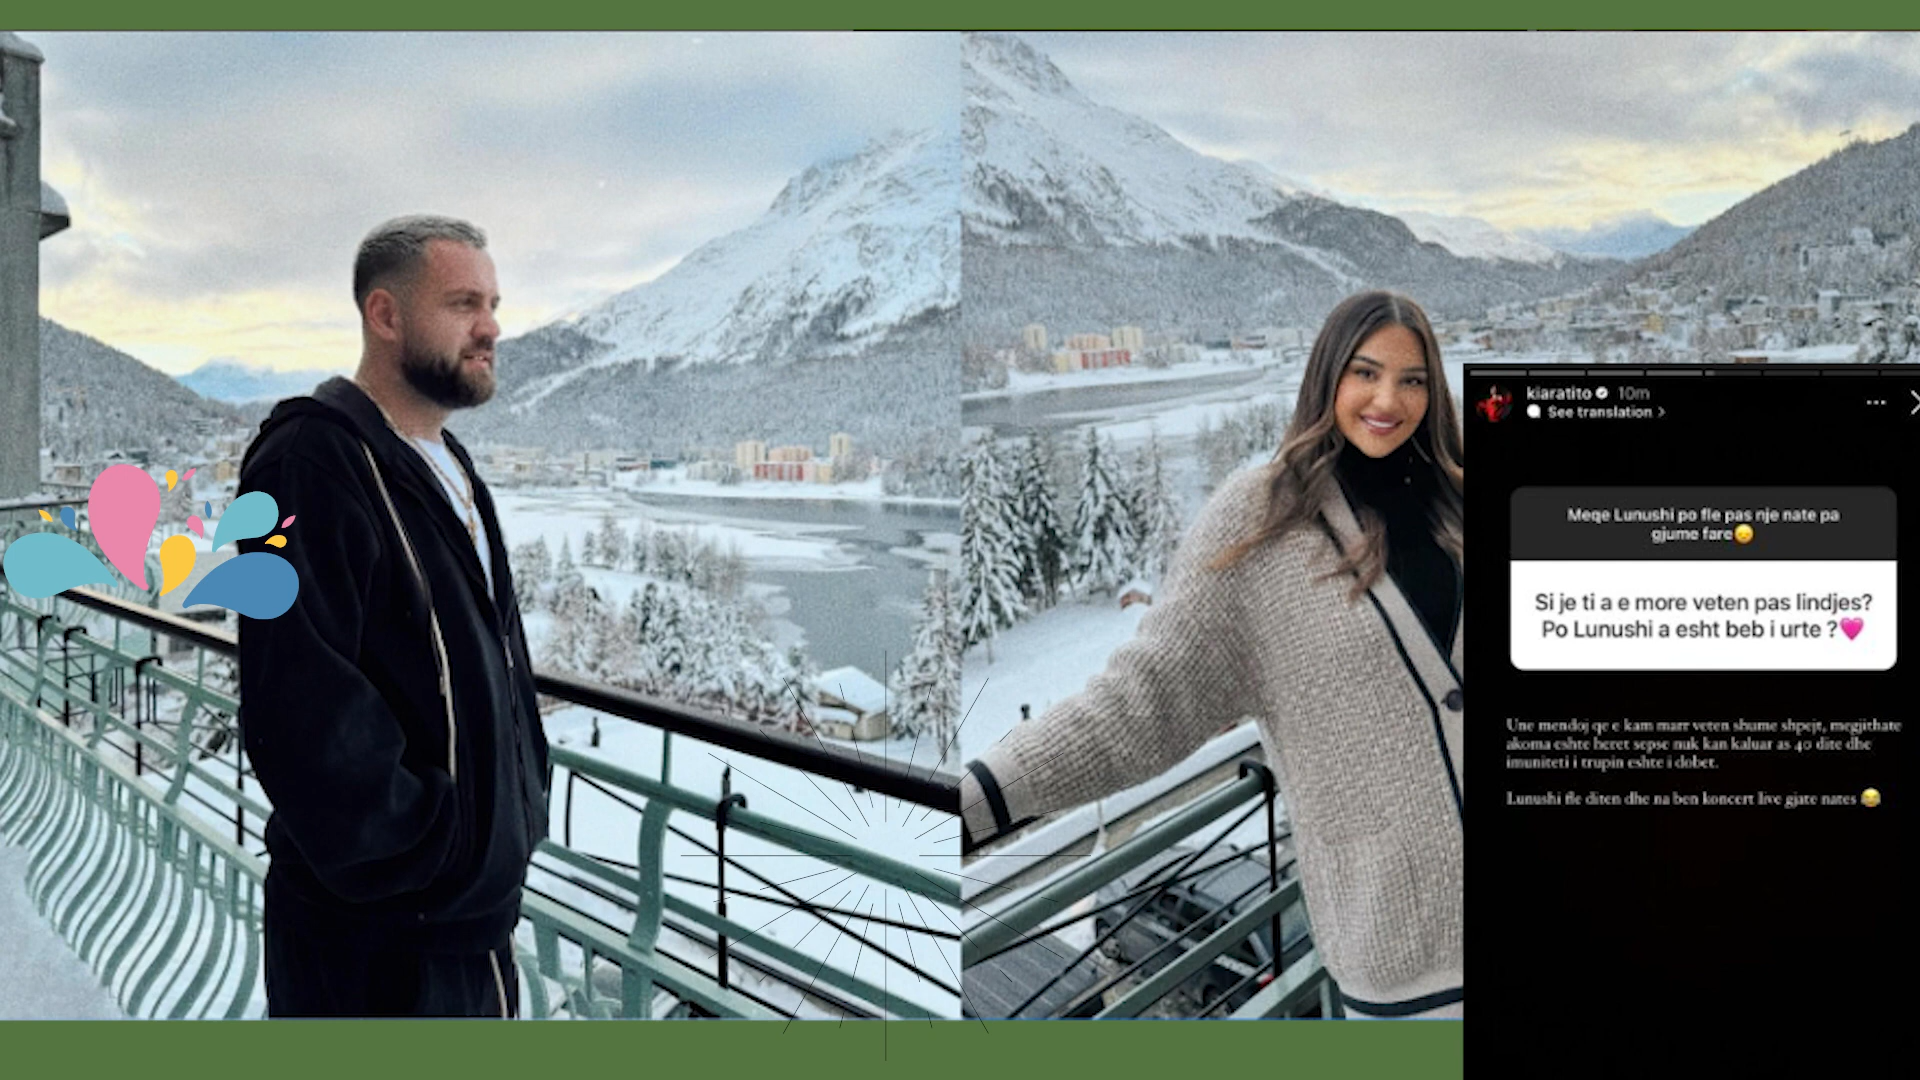 kiaratito 10m
See translation
Meqe Lunushi po fle pas nje nate pa
gjume fare😴
Si je ti a e more veten pas lindjes?
Po Lunushi a esht beb i urte ?💗
Une mendoj qe e kam marr veten shume shpejt, megjithate
akoma eshte heret sepse nuk kan kaluar as 40 dite dhe
imuniteti i trupin eshte i dobet.
Lunushi fle diten dhe na ben koncert live gjate nates 😂